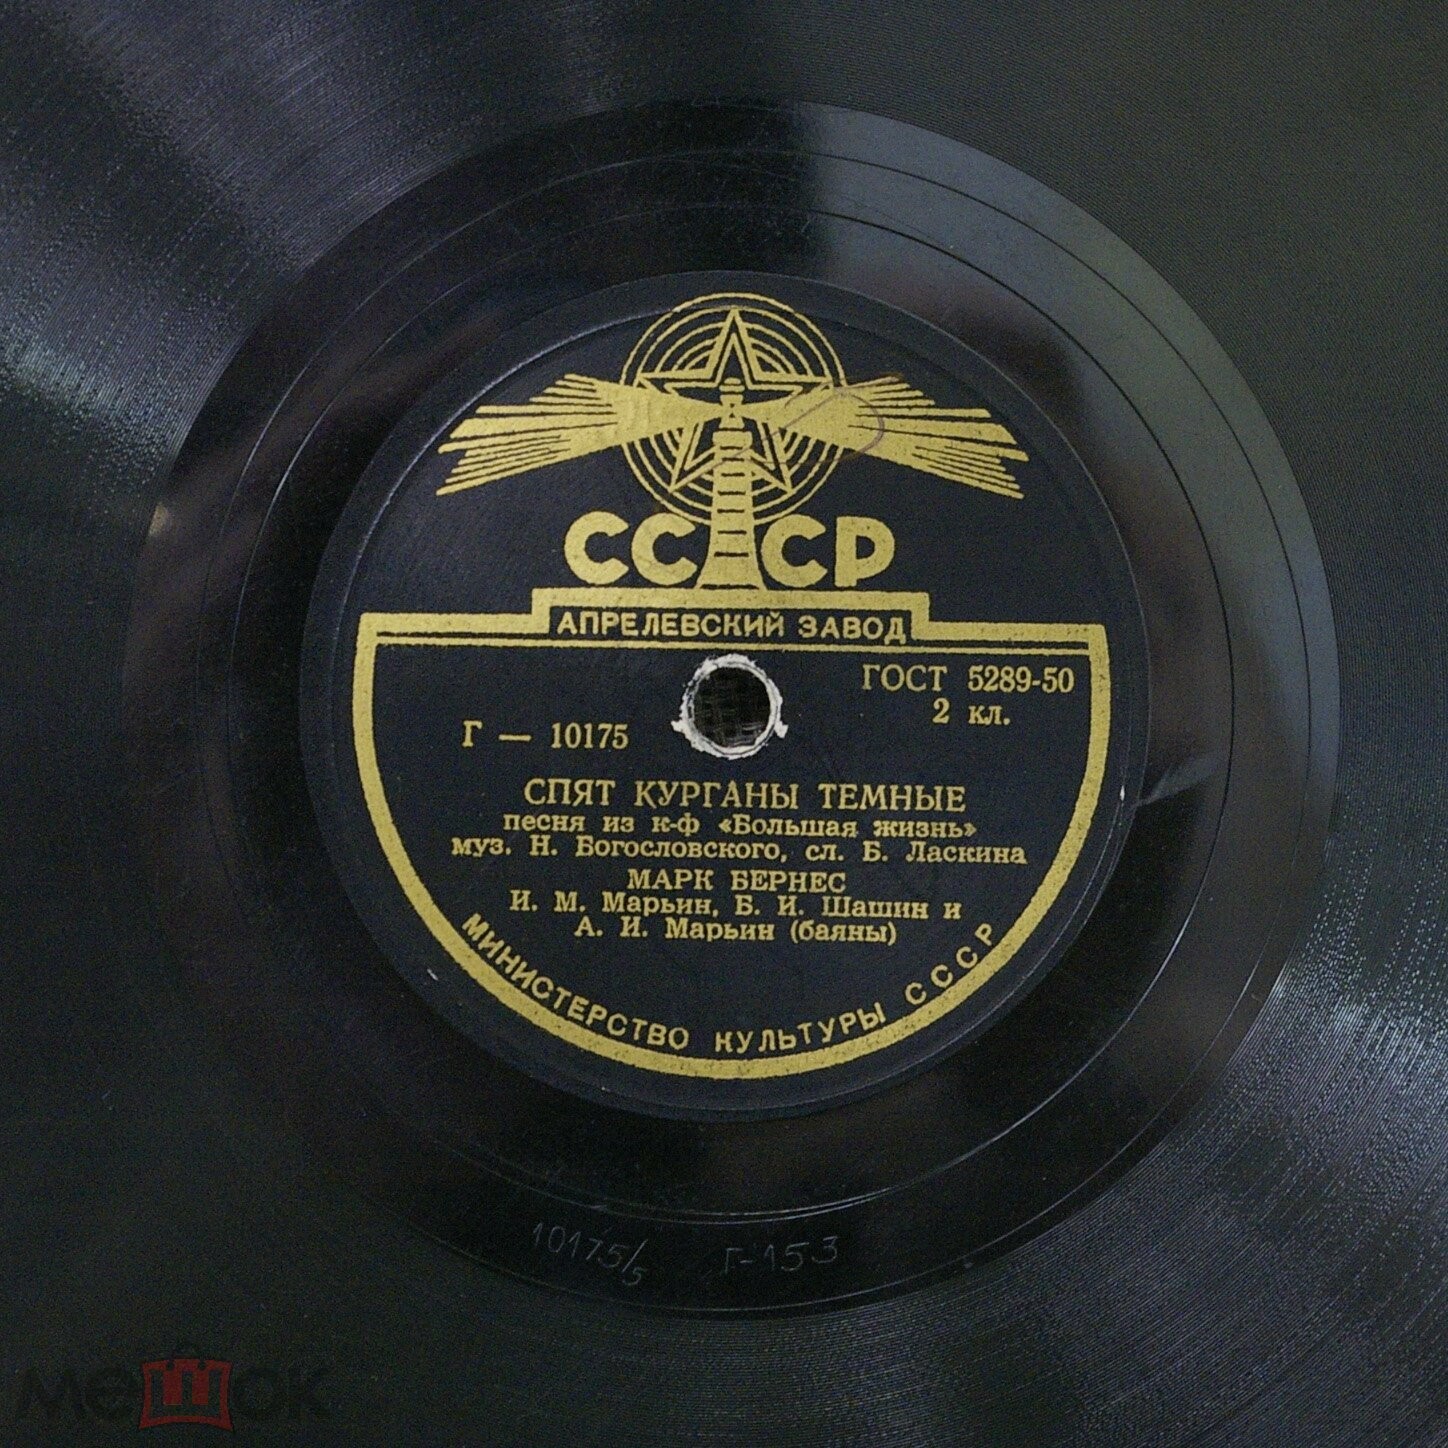 СССР
АПРЕЛЕВСКИЙ ЗАВОД
ГОСТ 5289-50
2 кл.
Г — 10175
СПЯТ КУРГАНЫ ТЕМНЫЕ
песня из к-ф «Большая жизнь»
муз. Н. Богословского, сл. Б. Ласкина
МАРК БЕРНЕС
И. М. Марьин, Б. И. Шашин и
А. И. Марьин (баяны)
МИНИСТЕРСТВО КУЛЬТУРЫ СССР
10175/5 Г-153
мешок